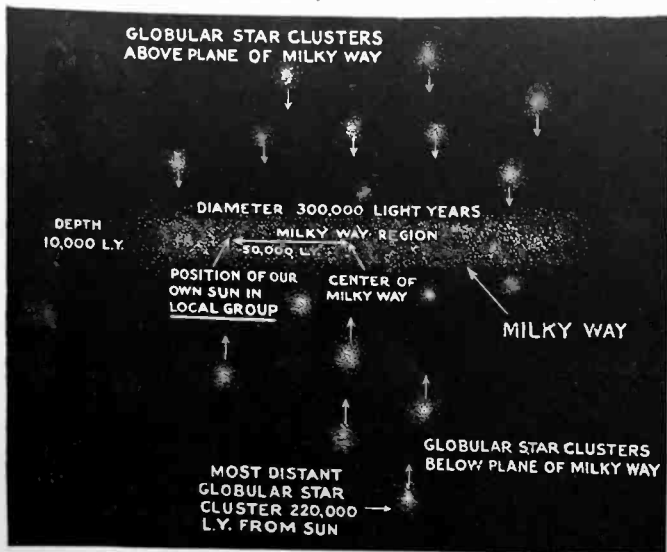 GLOBULAR STAR CLUSTERS
ABOVE PLANE OF MILKY WAY
DIAMETER 300,000 LIGHT YEARS
DEPTH
10,000 L.Y.
MILKY WAY REGION
50,000 L.Y.
POSITION OF OUR
OWN SUN IN
LOCAL GROUP
CENTER OF
MILKY WAY
MILKY WAY
GLOBULAR STAR CLUSTERS
BELOW PLANE OF MILKY WAY
MOST DISTANT
GLOBULAR STAR
CLUSTER 220,000
L.Y. FROM SUN